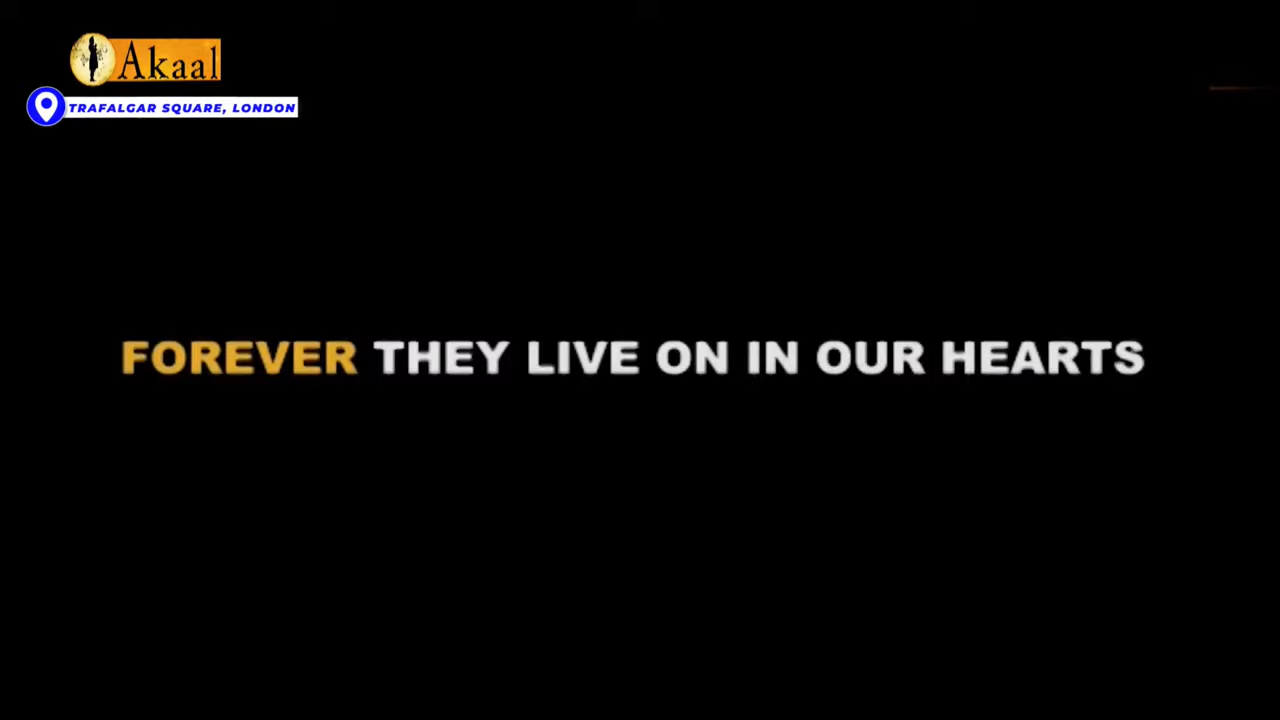 Akaal
TRAFALGAR SQUARE, LONDON
FOREVER THEY LIVE ON IN OUR HEARTS